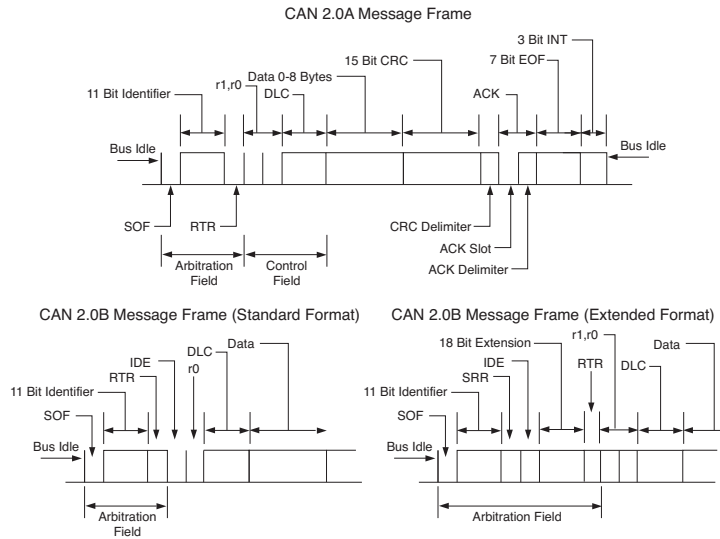 CAN 2.0A Message Frame
3 Bit INT
7 Bit EOF
15 Bit CRC
Data 0-8 Bytes
r1,r0
DLC
ACK
11 Bit Identifier
Bus Idle
Bus Idle
SOF
RTR
CRC Delimiter
ACK Slot
ACK Delimiter
Arbitration
Field
Control
Field
CAN 2.0B Message Frame (Standard Format)
Data
DLC
IDE
r0
RTR
11 Bit Identifier
SOF
Bus Idle
Arbitration
Field
CAN 2.0B Message Frame (Extended Format)
r1,r0
18 Bit Extension
Data
IDE
RTR
DLC
SRR
11 Bit Identifier
SOF
Bus Idle
Arbitration Field